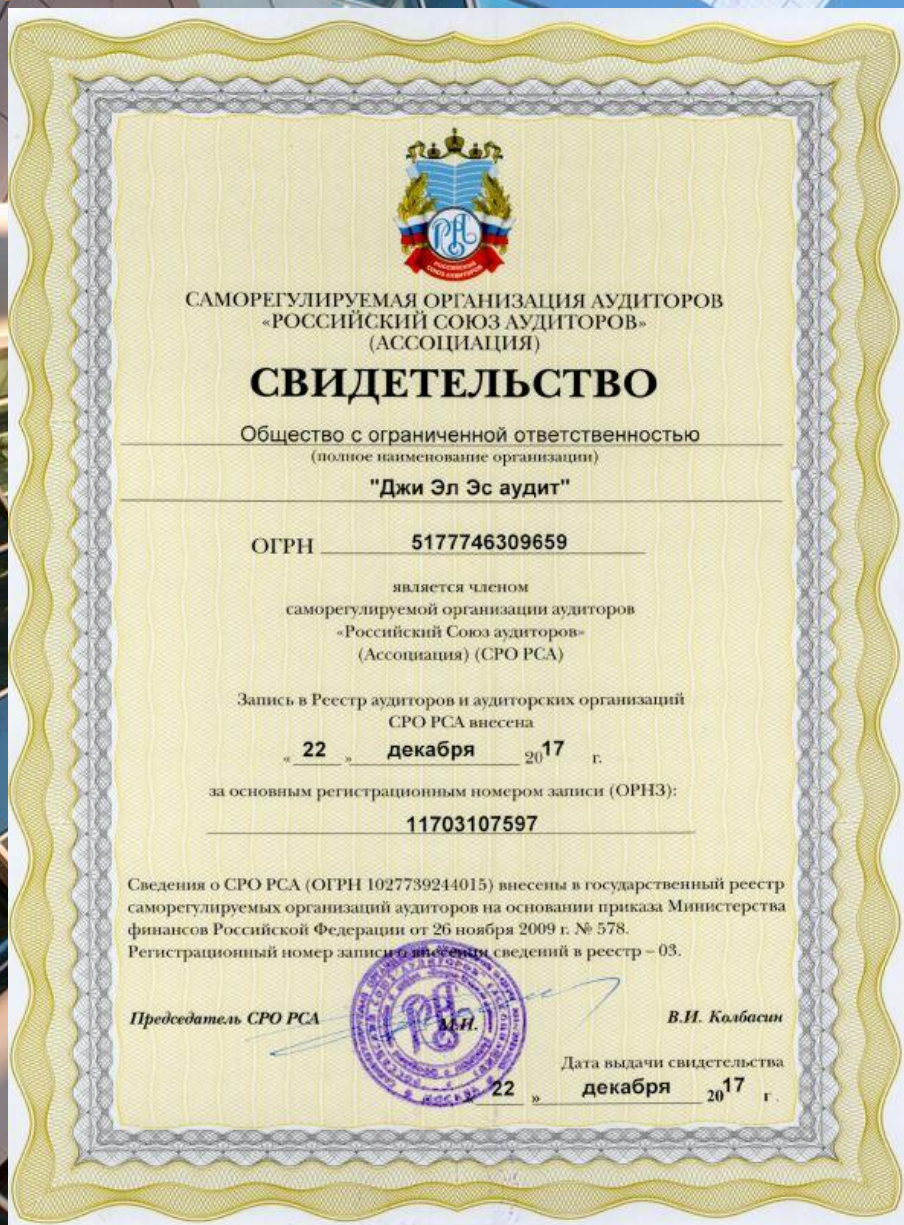 РОССИЙСКИЙ
СОЮЗ АУДИТОРОВ
САМОРЕГУЛИРУЕМАЯ ОРГАНИЗАЦИЯ АУДИТОРОВ
«РОССИЙСКИЙ СОЮЗ АУДИТОРОВ»
(АССОЦИАЦИЯ)
СВИДЕТЕЛЬСТВО
Общество с ограниченной ответственностью
(полное наименование организации)
"Джи Эл Эс аудит"
ОГРН 5177746309659
является членом
саморегулируемой организации аудиторов
«Российский Союз аудиторов»
(Ассоциация) (СРО РСА)
Запись в Реестр аудиторов и аудиторских организаций
СРО РСА внесена
« 22 » декабря 2017 г.
за основным регистрационным номером записи (ОРНЗ):
11703107597
Сведения о СРО РСА (ОГРН 1027739244015) внесены в государственный реестр
саморегулируемых организаций аудиторов на основании приказа Министерства
финансов Российской Федерации от 26 ноября 2009 г. № 578.
Регистрационный номер записи о внесении сведений в реестр – 03.
Председатель СРО РСА М.П. В.И. Колбасин
Дата выдачи свидетельства
« 22 » декабря 2017 г.